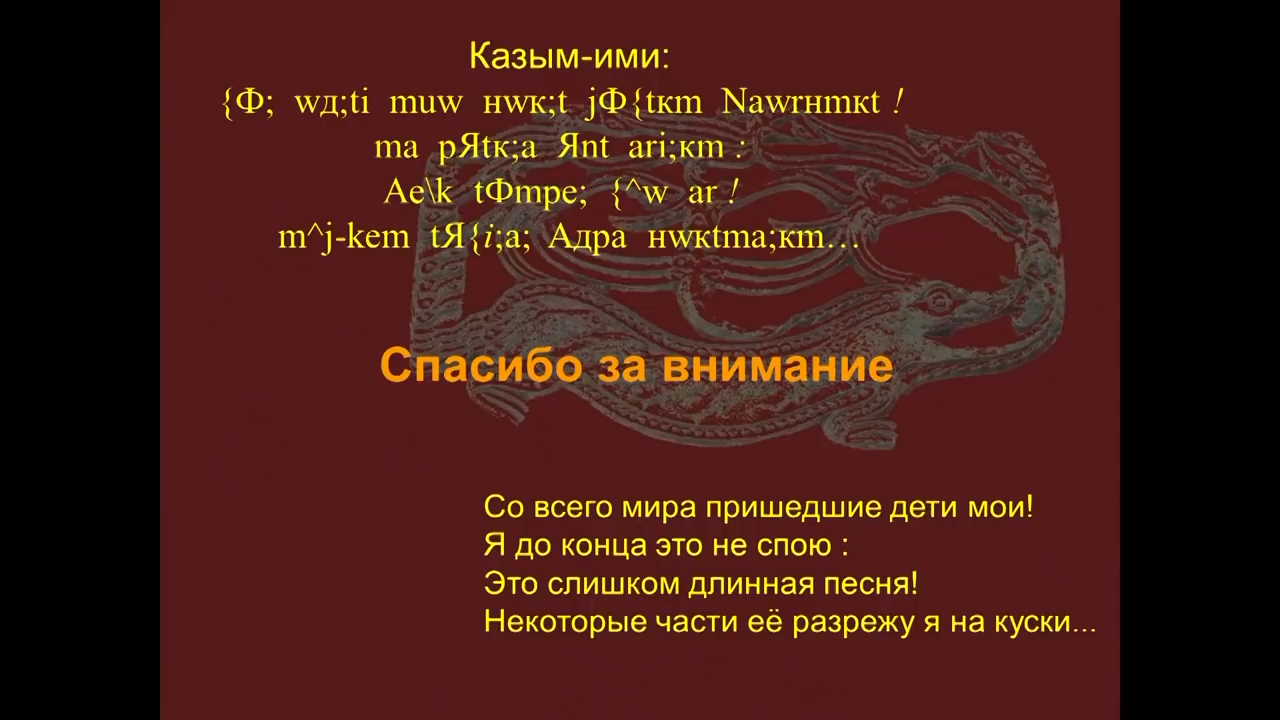 Казым-ими:
{Ф; wд;ti muw нwк;t jФ{tкm Nawrнmкt !
ma pЯtк;a Яnt ari;кm :
Ae\k tФmpe; {^w ar !
m^j-kem tЯ{i;a; Адра нwкtma;кm…
Спасибо за внимание
Со всего мира пришедшие дети мои!
Я до конца это не спою :
Это слишком длинная песня!
Некоторые части её разрежу я на куски...